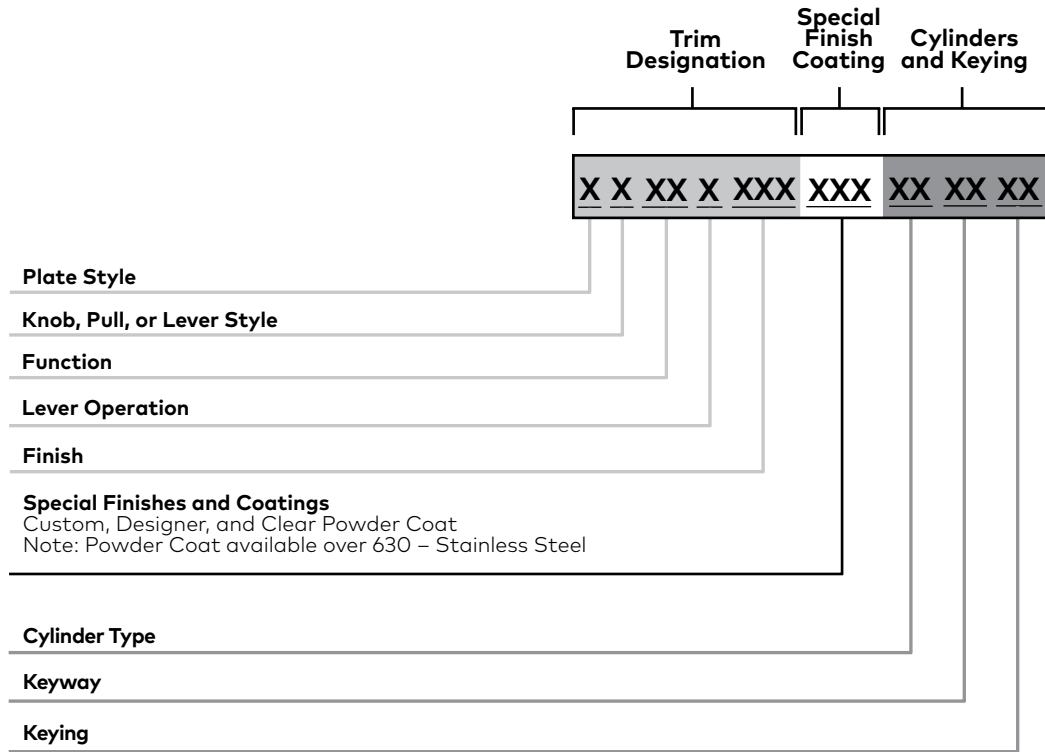 Trim
Designation
Special
Finish
Coating
Cylinders
and Keying
X X XX X XXX XXX XX XX XX
Plate Style
Knob, Pull, or Lever Style
Function
Lever Operation
Finish
Special Finishes and Coatings
Custom, Designer, and Clear Powder Coat
Note: Powder Coat available over 630 – Stainless Steel
Cylinder Type
Keyway
Keying